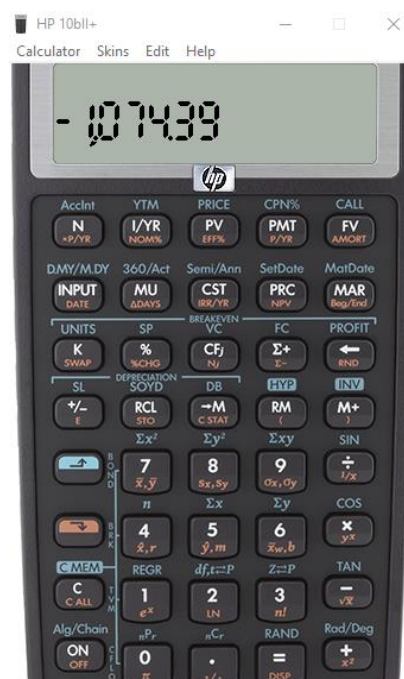 HP 10bII+
Calculator Skins Edit Help
- 1,074.39
hp
AccInt YTM PRICE CPN% CALL
N I/YR PV PMT FV
×P/YR NOM% EFF% P/YR AMORT
D.MY/M.DY 360/Act Semi/Ann SetDate MatDate
INPUT MU CST PRC MAR
DATE ΔDAYS IRR/YR NPV Beg/End
BREAKEVEN
UNITS SP VC FC PROFIT
K % CFj Σ+ ←
SWAP %CHG Nj Σ- RND
DEPRECIATION
SL SOYD DB HYP INV
+/- RCL →M RM M+
E STO C STAT ( )
Σx² Σy² Σxy SIN
7 8 9 ÷
x̄,ȳ Sx,Sy σx,σy 1/x
BOND
n Σx Σy COS
4 5 6 ×
x̂,r ŷ,m x̄w,b yˣ
BRK
C MEM REGR df,t⇄P Z⇄P TAN
C 1 2 3 −
C ALL eˣ LN n! √x
TVM
Alg/Chain nPr nCr RAND Rad/Deg
ON 0 . = +
OFF π DISP x²